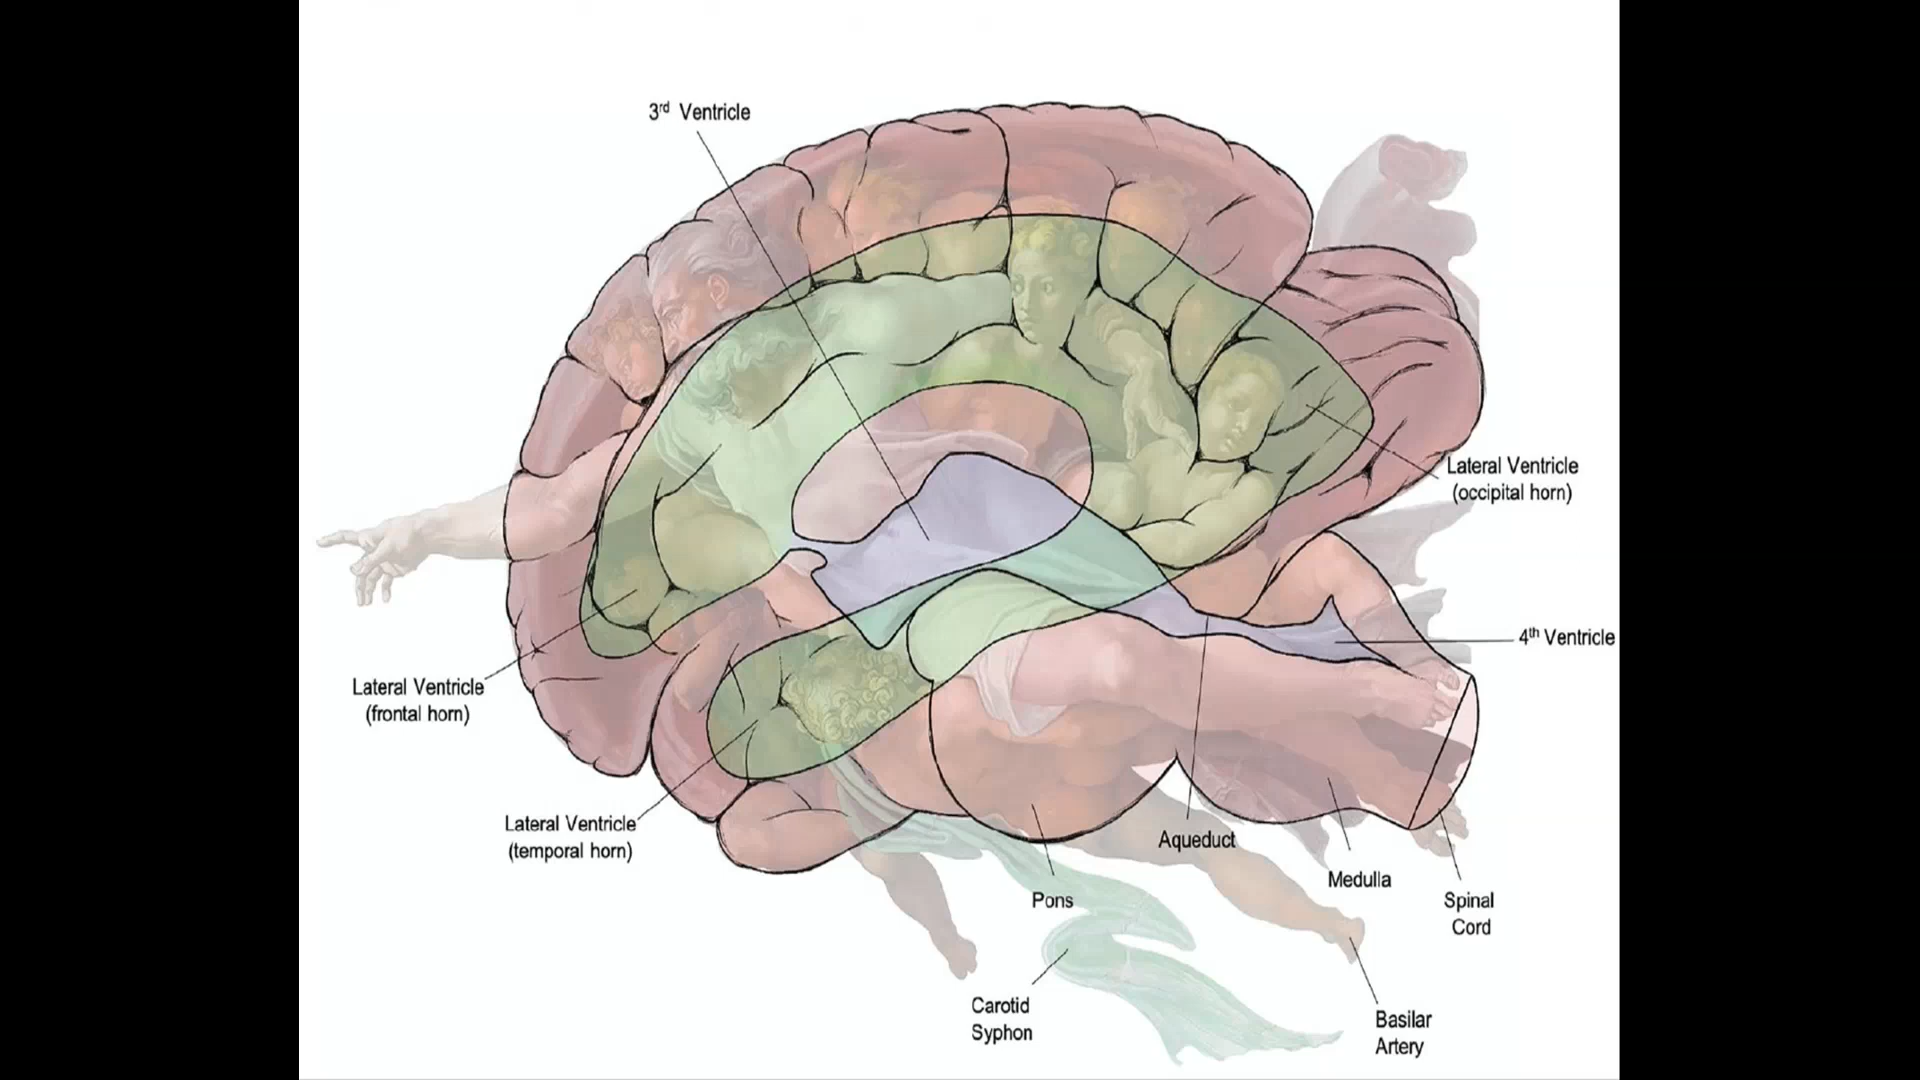 3rd Ventricle
Lateral Ventricle
(occipital horn)
4th Ventricle
Lateral Ventricle
(frontal horn)
Lateral Ventricle
(temporal horn)
Aqueduct
Medulla
Pons
Spinal
Cord
Carotid
Syphon
Basilar
Artery